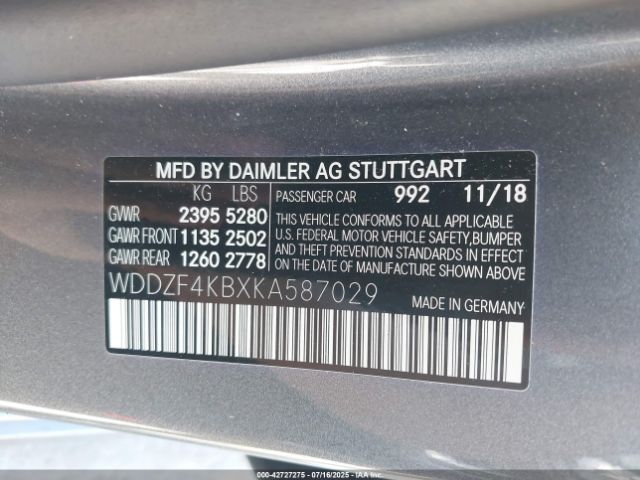 MFD BY DAIMLER AG STUTTGART
KG LBS
GVWR 2395 5280
GAWR FRONT 1135 2502
GAWR REAR 1260 2778
PASSENGER CAR 992 11/18
THIS VEHICLE CONFORMS TO ALL APPLICABLE
U.S. FEDERAL MOTOR VEHICLE SAFETY,BUMPER
AND THEFT PREVENTION STANDARDS IN EFFECT
ON THE DATE OF MANUFACTURE SHOWN ABOVE.
WDDZF4KBXKA587029
MADE IN GERMANY
© - 000-42727275 - 07/16/2025 - IAAI.COM